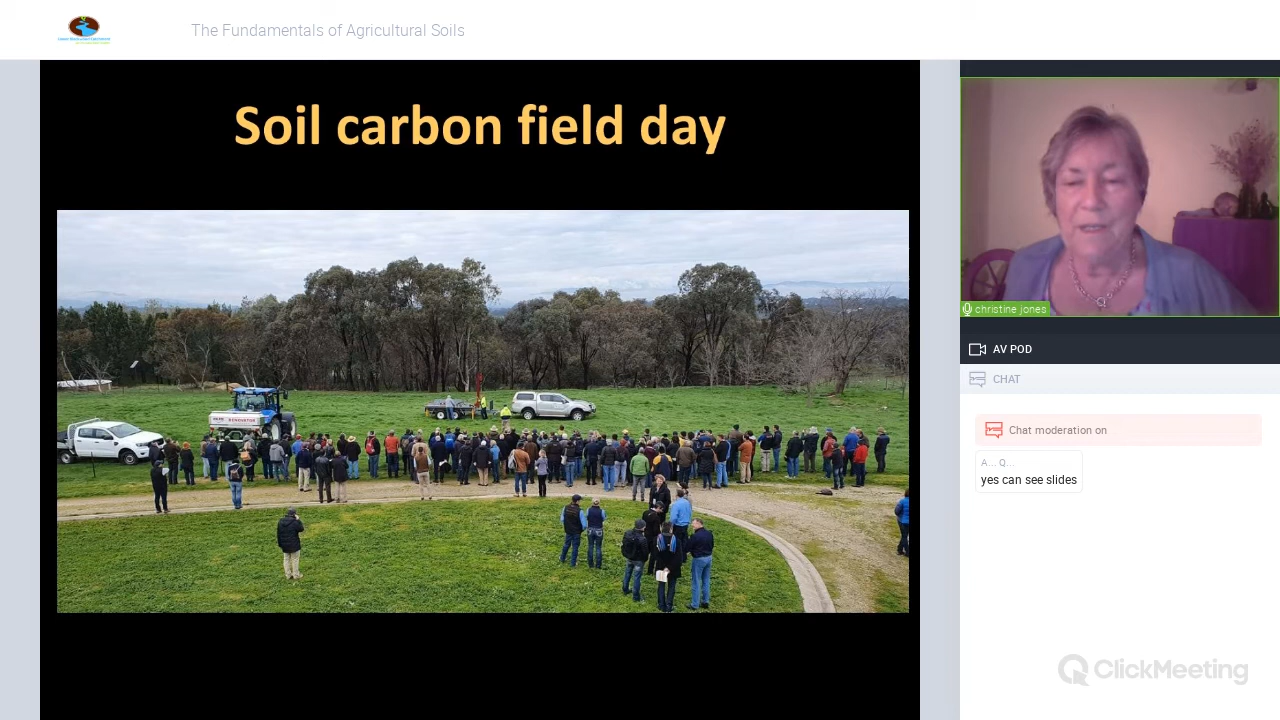 The Fundamentals of Agricultural Soils
Soil carbon field day
christine jones
AV POD
CHAT
Chat moderation on
A... Q...
yes can see slides
ClickMeeting